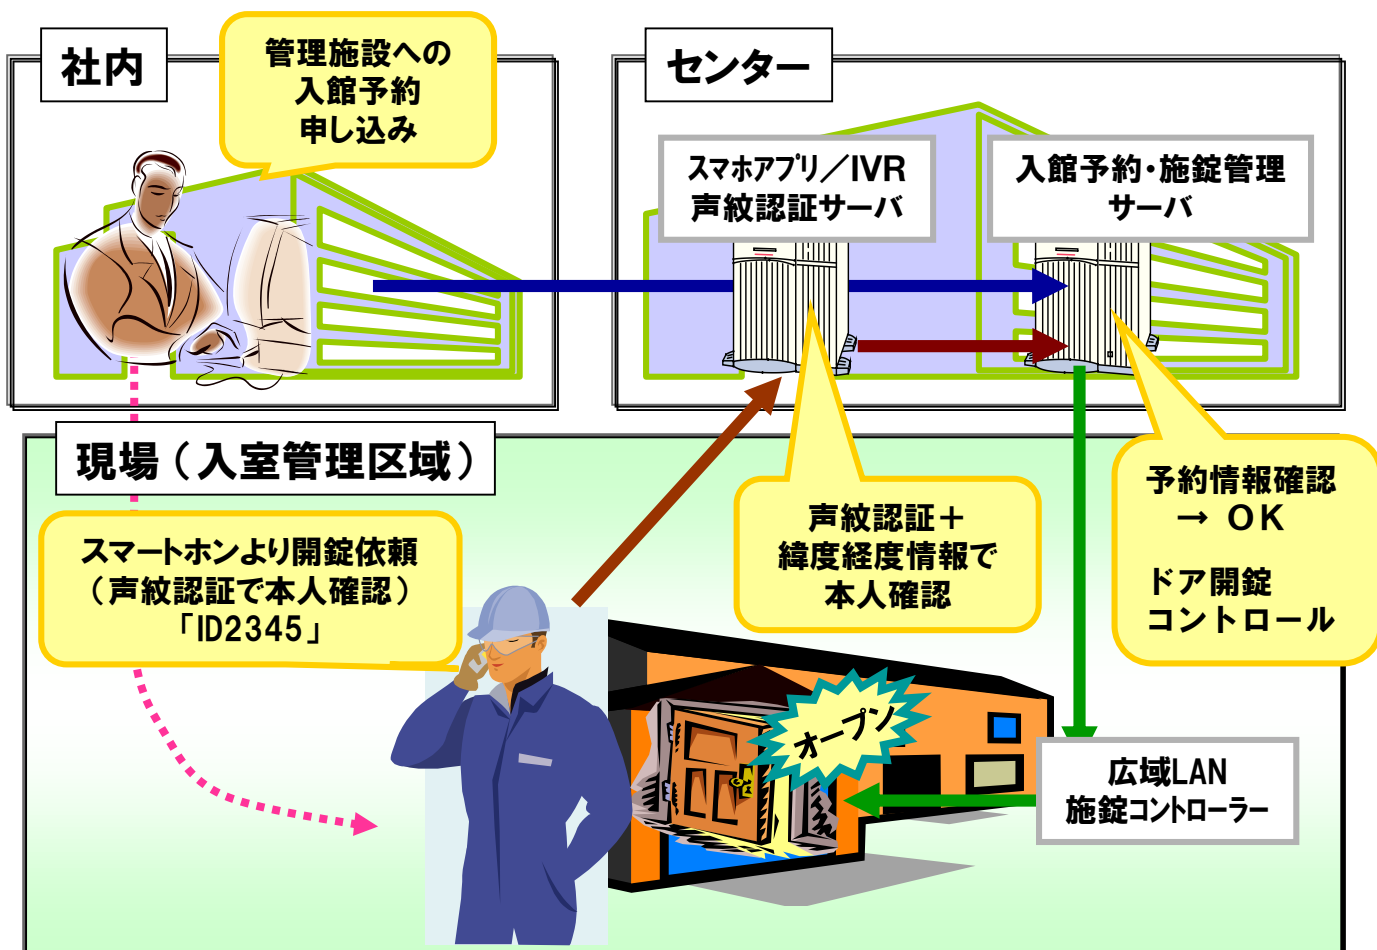 社内
管理施設への
入館予約
申し込み
センター
スマホアプリ／IVR
声紋認証サーバ
入館予約・施錠管理
サーバ
現場（入室管理区域）
スマートホンより開錠依頼
（声紋認証で本人確認）
「ID2345」
声紋認証＋
緯度経度情報で
本人確認
予約情報確認
→ ＯＫ
ドア開錠
コントロール
オープン
広域LAN
施錠コントローラー